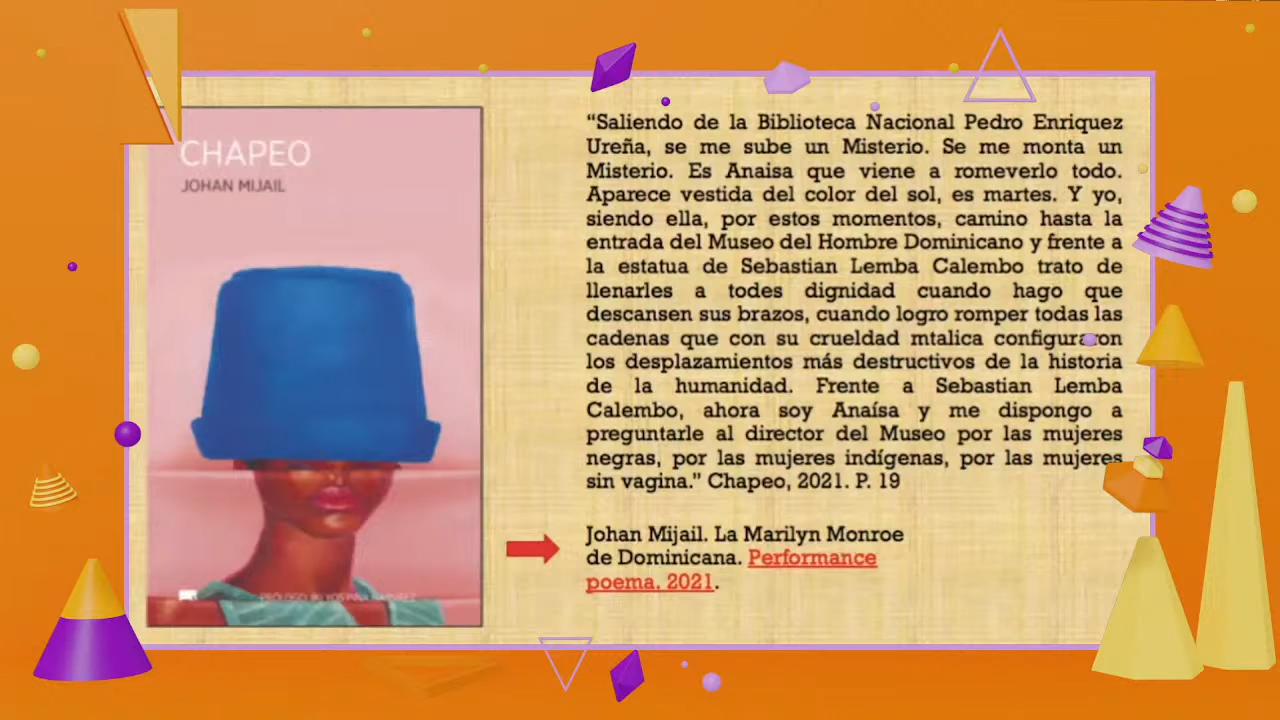 CHAPEO
JOHAN MIJAIL
“Saliendo de la Biblioteca Nacional Pedro Enriquez
Ureña, se me sube un Misterio. Se me monta un
Misterio. Es Anaisa que viene a romeverlo todo.
Aparece vestida del color del sol, es martes. Y yo,
siendo ella, por estos momentos, camino hasta la
entrada del Museo del Hombre Dominicano y frente a
la estatua de Sebastian Lemba Calembo trato de
llenarles a todes dignidad cuando hago que
descansen sus brazos, cuando logro romper todas las
cadenas que con su crueldad mtalica configuraron
los desplazamientos más destructivos de la historia
de la humanidad. Frente a Sebastian Lemba
Calembo, ahora soy Anaísa y me dispongo a
preguntarle al director del Museo por las mujeres
negras, por las mujeres indígenas, por las mujeres
sin vagina.” Chapeo, 2021. P. 19
Johan Mijail. La Marilyn Monroe
de Dominicana. Performance
poema. 2021.